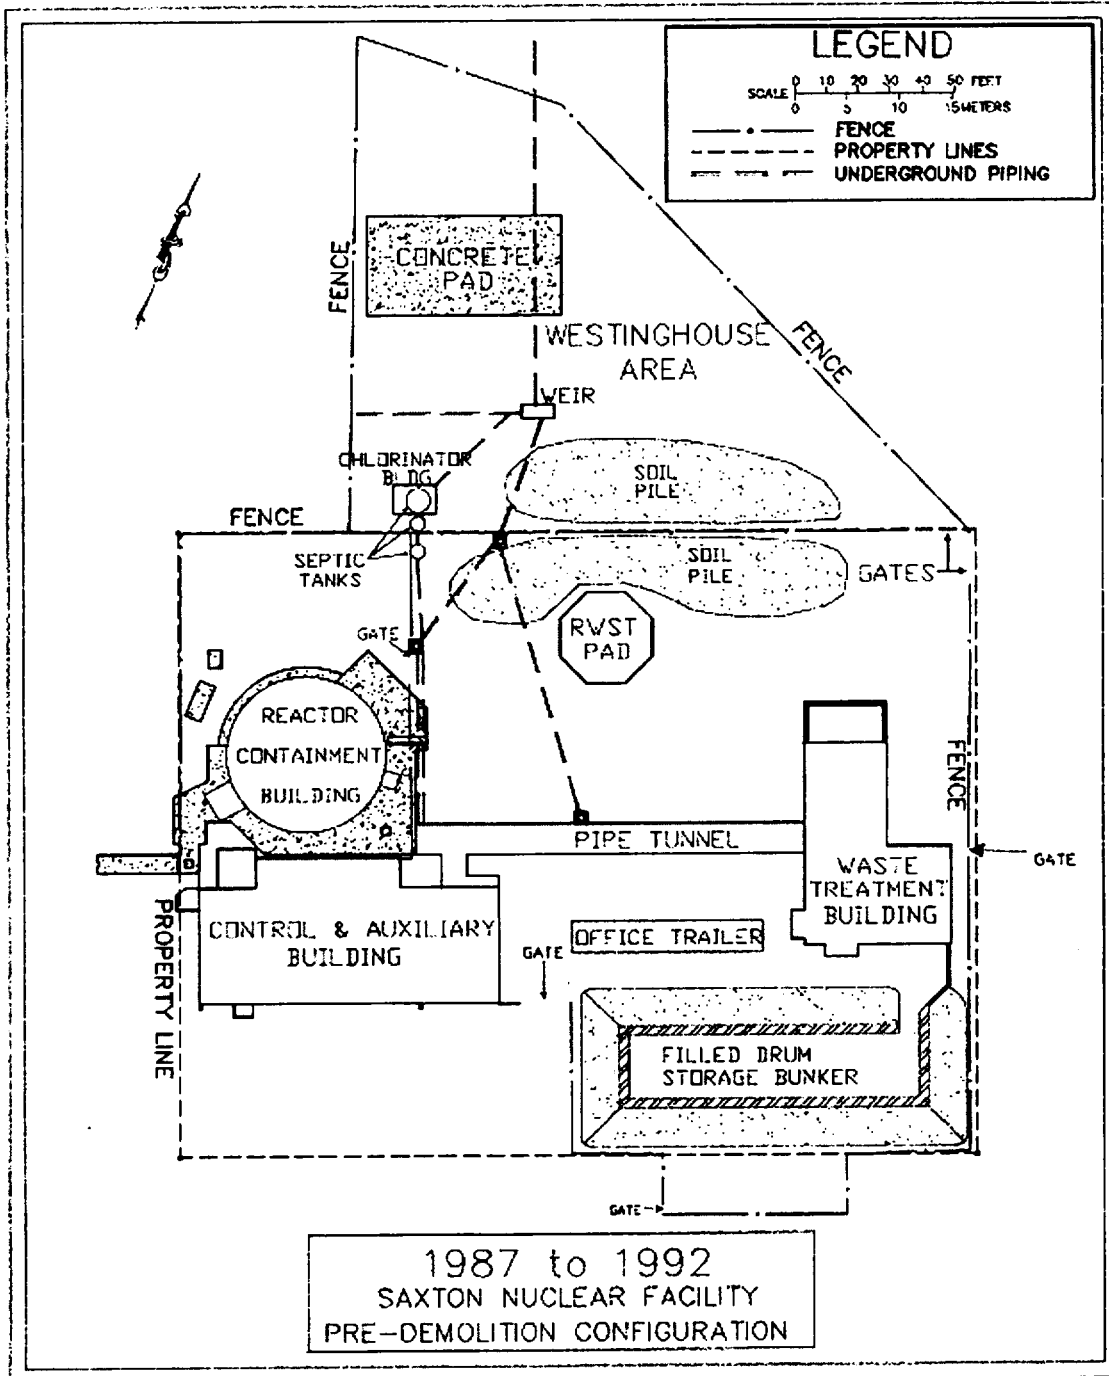 LEGEND
0 10 20 30 40 50 FEET
SCALE
0 5 10 15 METERS
FENCE
PROPERTY LINES
UNDERGROUND PIPING
FENCE
CONCRETE
PAD
WESTINGHOUSE
AREA
FENCE
WEIR
CHLORINATOR
BLDG
SOIL
PILE
FENCE
SEPTIC
TANKS
SOIL
PILE
GATES
GATE
RWST
PAD
REACTOR
CONTAINMENT
BUILDING
FENCE
PIPE TUNNEL
GATE
WASTE
TREATMENT
BUILDING
PROPERTY LINE
CONTROL & AUXILIARY
BUILDING
OFFICE TRAILER
GATE
FILLED DRUM
STORAGE BUNKER
GATE
1987 to 1992
SAXTON NUCLEAR FACILITY
PRE-DEMOLITION CONFIGURATION